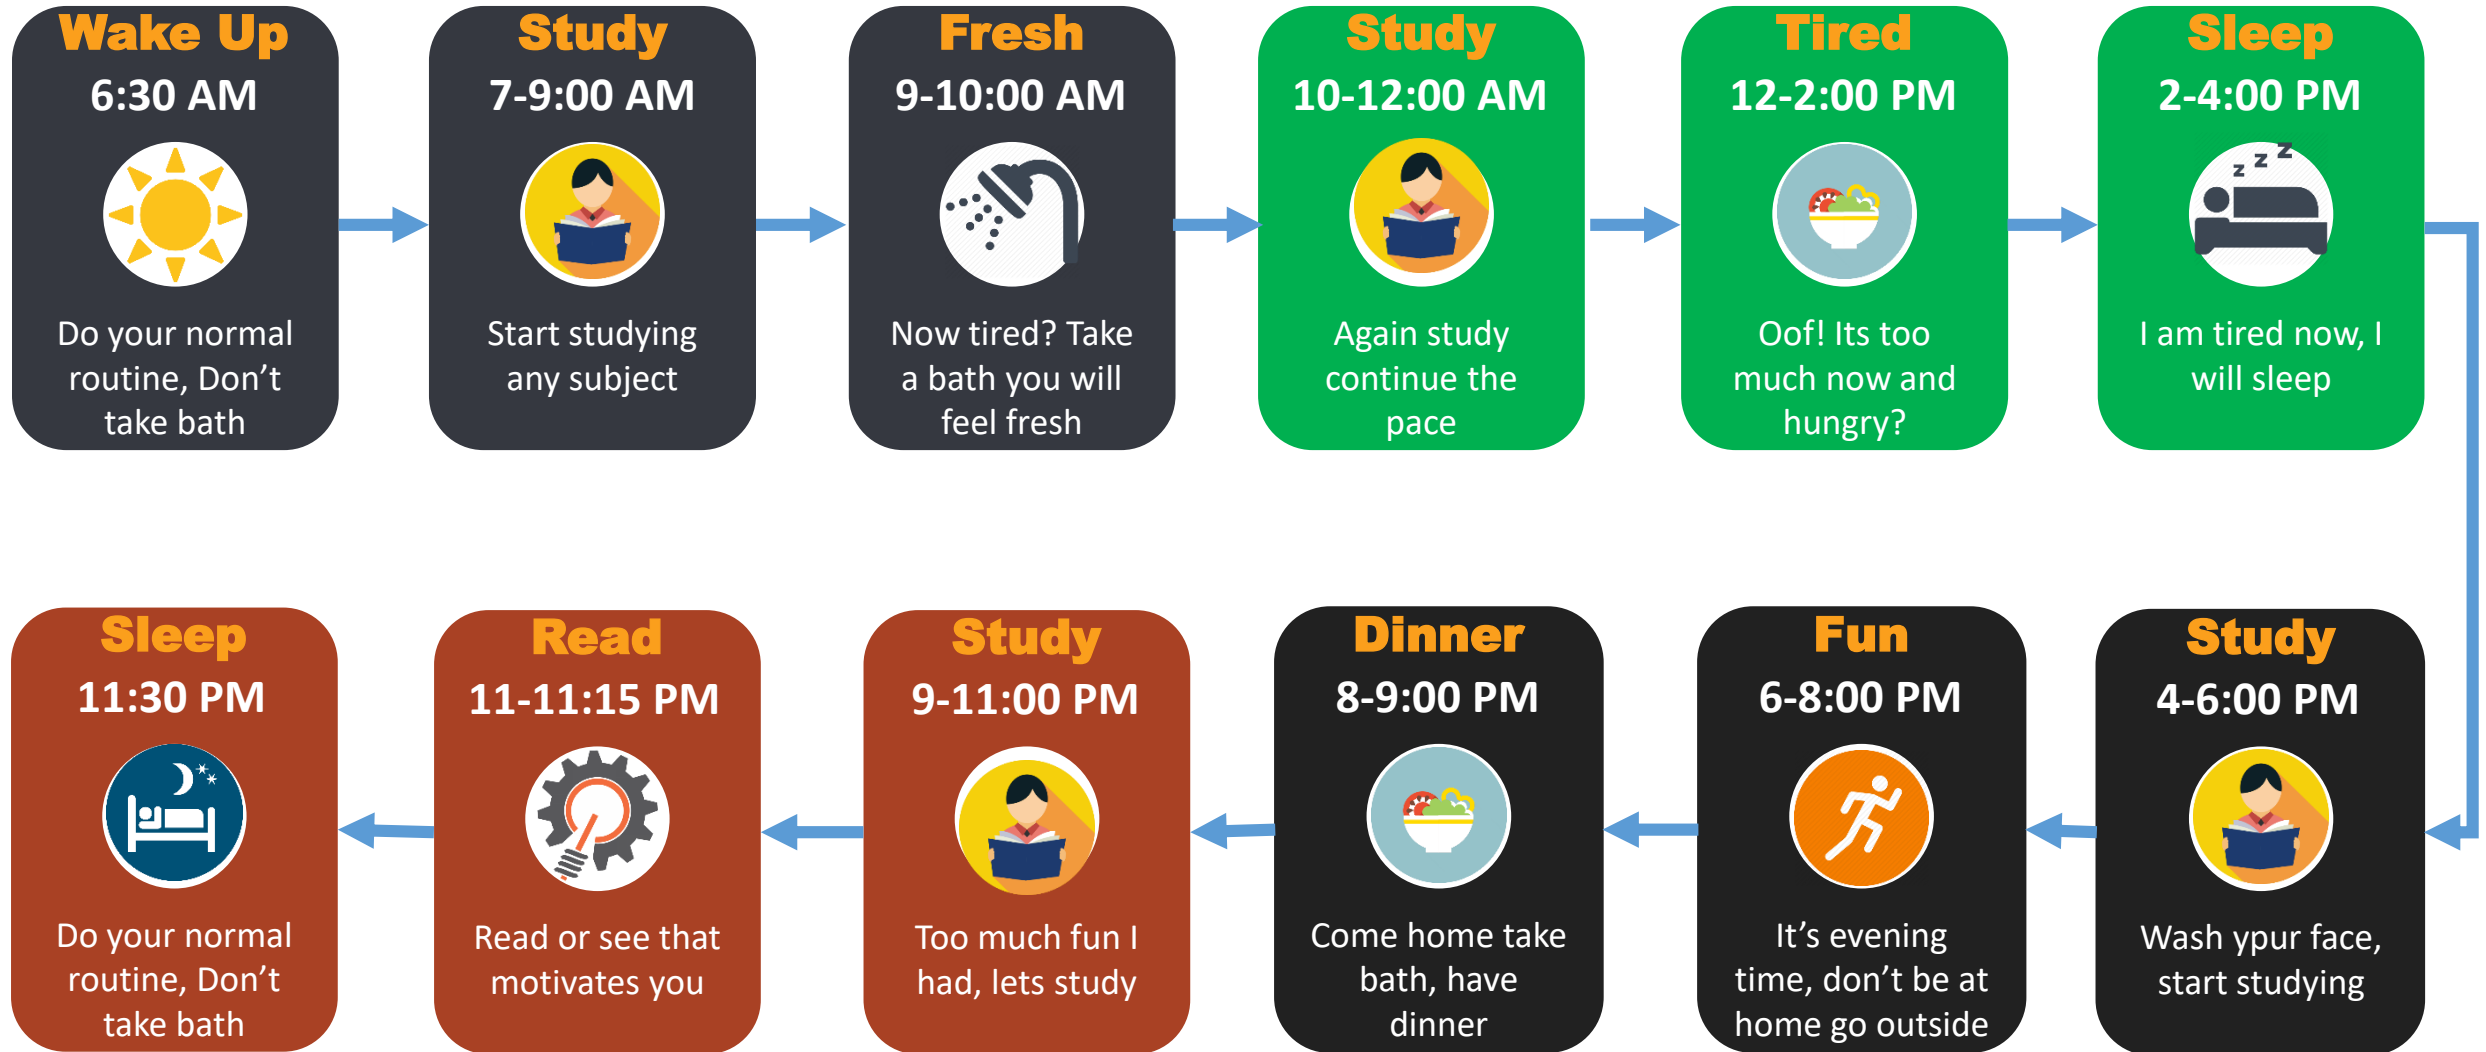 Wake Up
6:30 AM
Do your normal
routine, Don't
take bath
Study
7-9:00 AM
Start studying
any subject
Fresh
9-10:00 AM
Now tired? Take
a bath you will
feel fresh
Study
10-12:00 AM
Again study
continue the
pace
Tired
12-2:00 PM
Oof! Its too
much now and
hungry?
Sleep
2-4:00 PM
z z z
I am tired now, I
will sleep
Study
4-6:00 PM
Wash ypur face,
start studying
Fun
6-8:00 PM
It's evening
time, don't be at
home go outside
Dinner
8-9:00 PM
Come home take
bath, have
dinner
Study
9-11:00 PM
Too much fun I
had, lets study
Read
11-11:15 PM
Read or see that
motivates you
Sleep
11:30 PM
Do your normal
routine, Don't
take bath